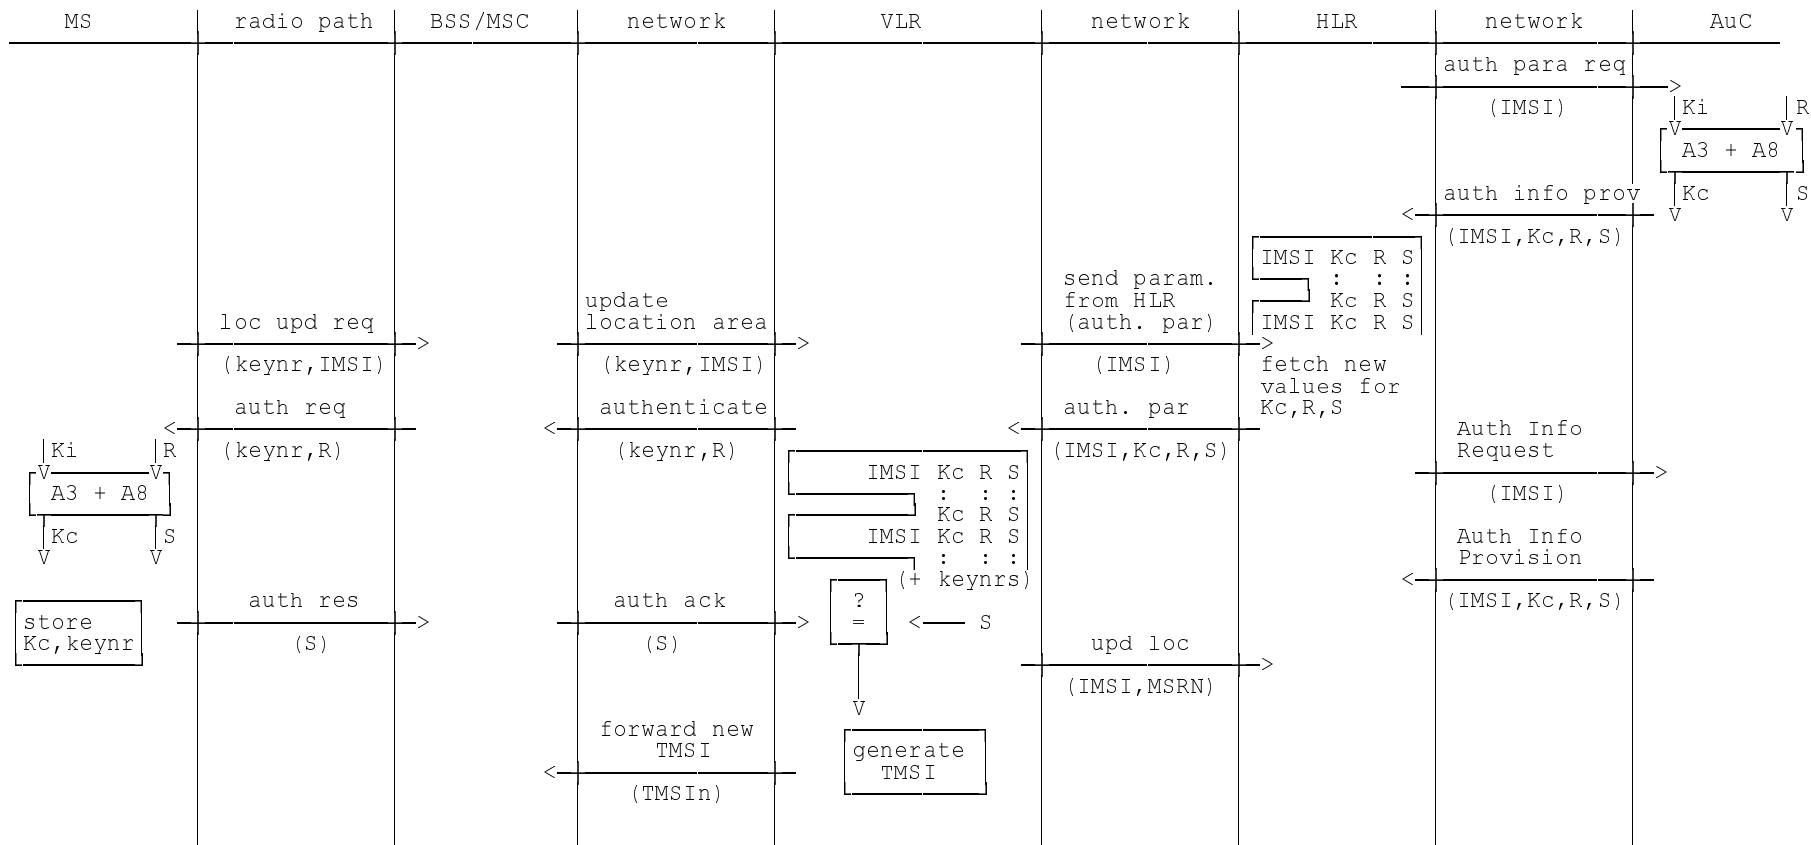 MS radio path BSS/MSC network VLR network HLR network AuC
auth para req
(IMSI) Ki R
A3 + A8
auth info prov Kc S
(IMSI,Kc,R,S)
IMSI Kc R S
send param. : : :
update from HLR Kc R S
loc upd req location area (auth. par) IMSI Kc R S
(keynr,IMSI) (keynr,IMSI) (IMSI) fetch new
values for
auth req authenticate auth. par Kc,R,S
Auth Info
Ki R (keynr,R) (keynr,R) (IMSI,Kc,R,S) Request
IMSI Kc R S
A3 + A8 : : : (IMSI)
Kc R S
Kc S IMSI Kc R S Auth Info
: : : Provision
(+ keynrs)
auth res auth ack ? (IMSI,Kc,R,S)
store = S
Kc,keynr (S) (S) upd loc
(IMSI,MSRN)
forward new
TMSI generate
TMSI
(TMSIn)